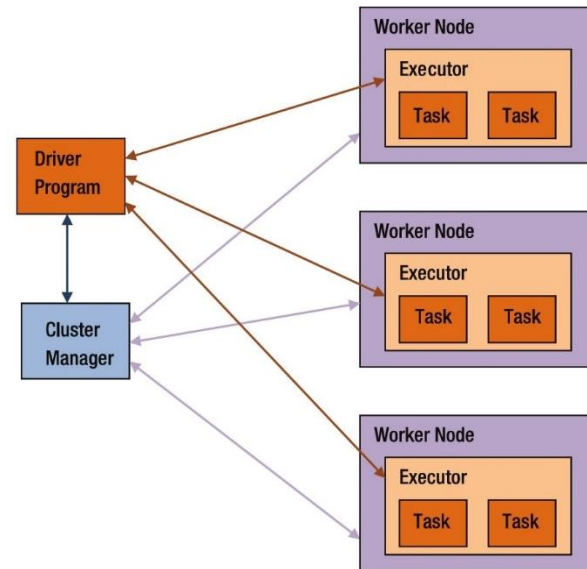 Driver
Program
Cluster
Manager
Worker Node
Executor
Task Task
Worker Node
Executor
Task Task
Worker Node
Executor
Task Task